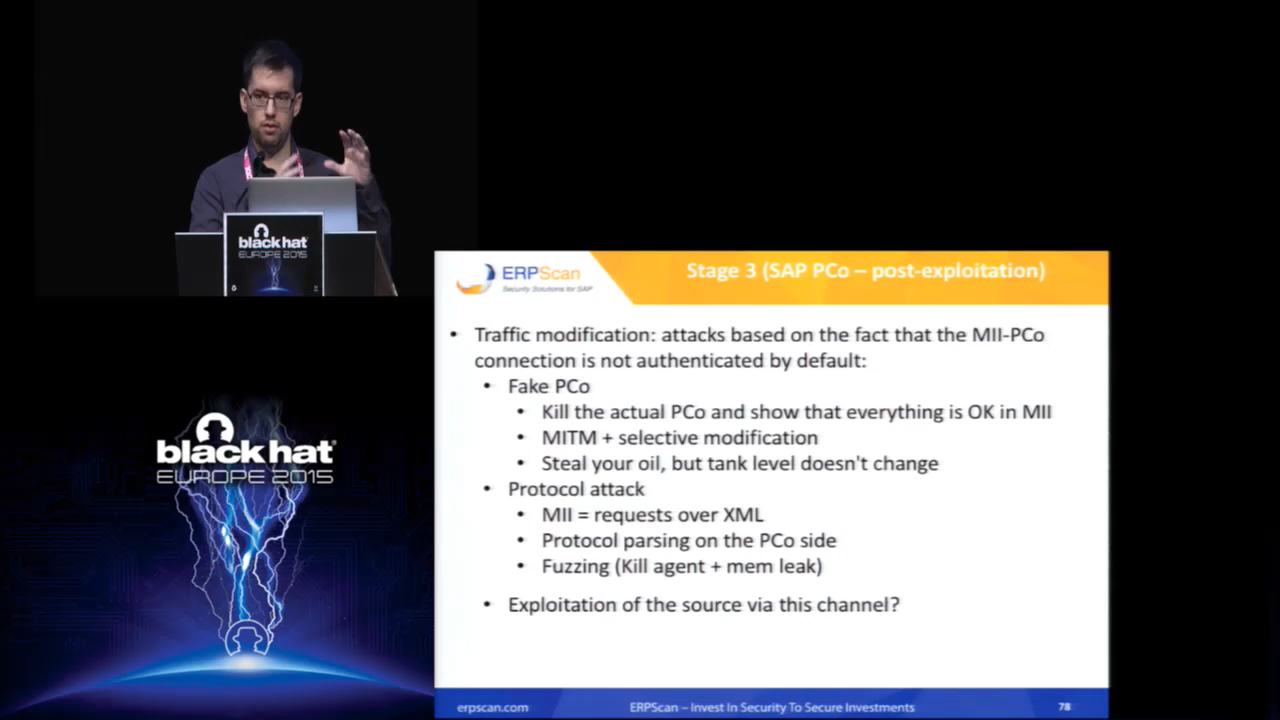 black hat
EUROPE 2015
ERPScan
Security Solutions for SAP
Stage 3 (SAP PCo – post-exploitation)
• Traffic modification: attacks based on the fact that the MII-PCo
connection is not authenticated by default:
• Fake PCo
• Kill the actual PCo and show that everything is OK in MII
• MITM + selective modification
• Steal your oil, but tank level doesn't change
• Protocol attack
• MII = requests over XML
• Protocol parsing on the PCo side
• Fuzzing (Kill agent + mem leak)
• Exploitation of the source via this channel?
black hat
EUROPE 2015
erpscan.com
ERPScan – Invest In Security To Secure Investments
78